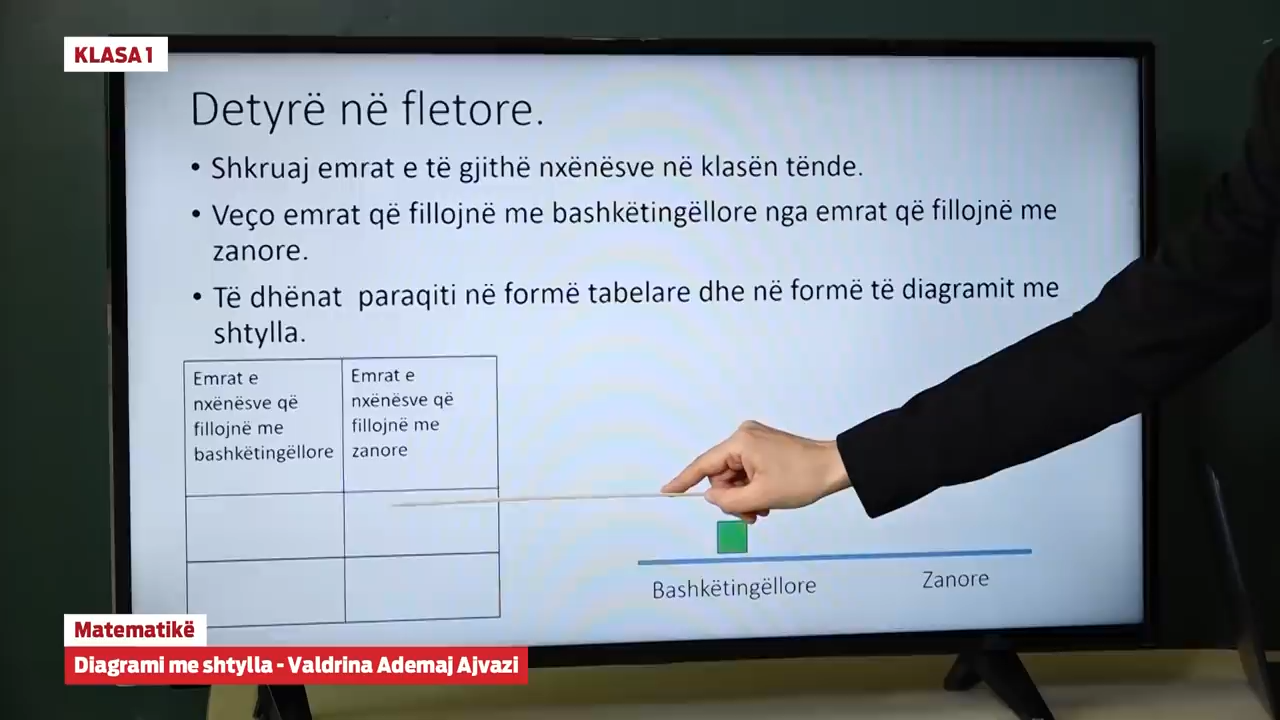 KLASA 1
Detyrë në fletore.
• Shkruaj emrat e të gjithë nxënësve në klasën tënde.
• Veço emrat që fillojnë me bashkëtingëllore nga emrat që fillojnë me
zanore.
• Të dhënat paraqiti në formë tabelare dhe në formë të diagramit me
shtylla.
Emrat e
nxënësve që
fillojnë me
bashkëtingëllore
Emrat e
nxënësve që
fillojnë me
zanore
Bashkëtingëllore
Zanore
Matematikë
Diagrami me shtylla - Valdrina Ademaj Ajvazi